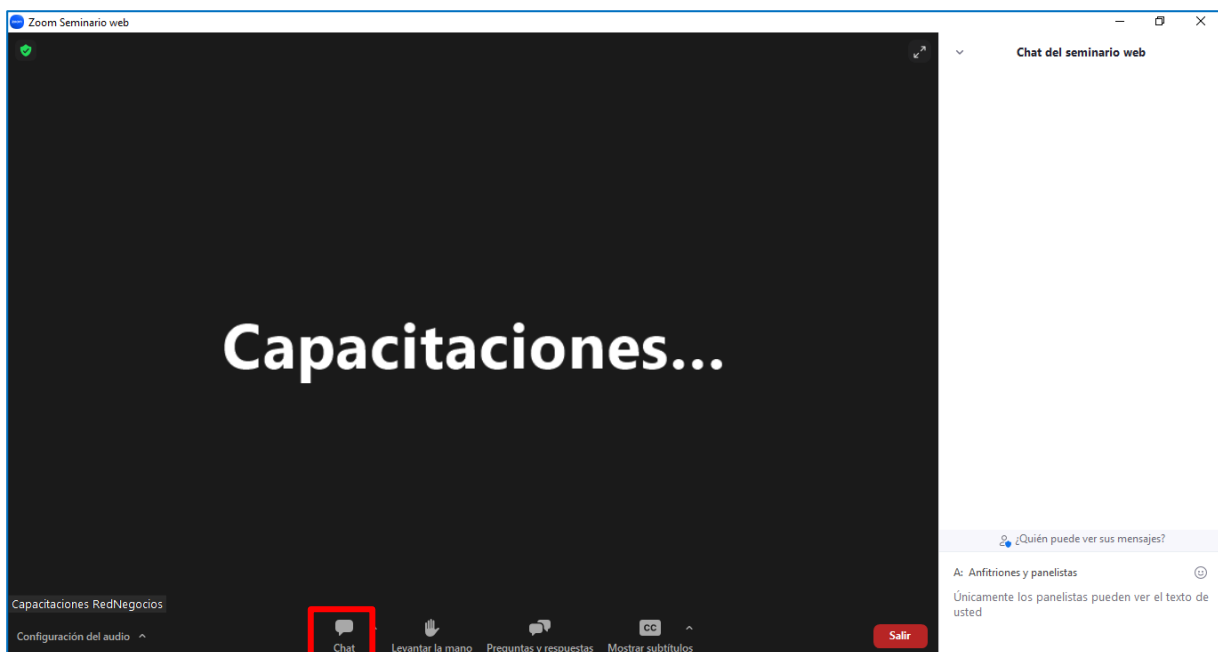 Zoom Seminario web
Chat del seminario web
Capacitaciones...
¿Quién puede ver sus mensajes?
A: Anfitriones y panelistas
Únicamente los panelistas pueden ver el texto de
usted
Capacitaciones RedNegocios
Configuración del audio
Chat
Levantar la mano
Preguntas y respuestas
CC
Mostrar subtítulos
Salir